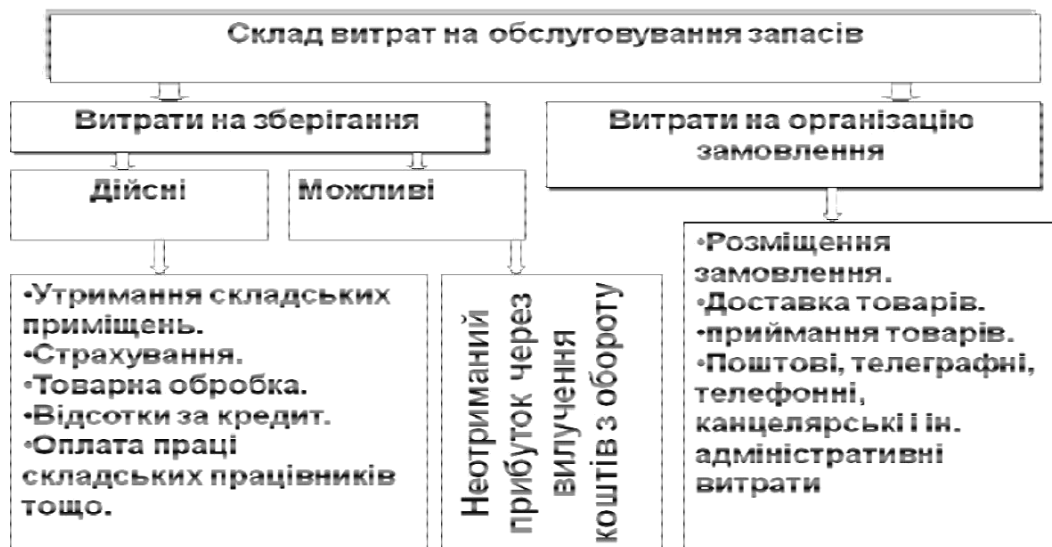 Склад витрат на обслуговування запасів
Витрати на зберігання
Витрати на організацію
замовлення
Дійсні
Можливі
•Утримання складських
приміщень.
•Страхування.
•Товарна обробка.
•Відсотки за кредит.
•Оплата праці
складських працівників
тощо.
Неотриманий
прибуток через
вилучення
коштів з обороту
•Розміщення
замовлення.
•Доставка товарів.
•приймання товарів.
•Поштові, телеграфні,
телефонні,
канцелярські і ін.
адміністративні
витрати